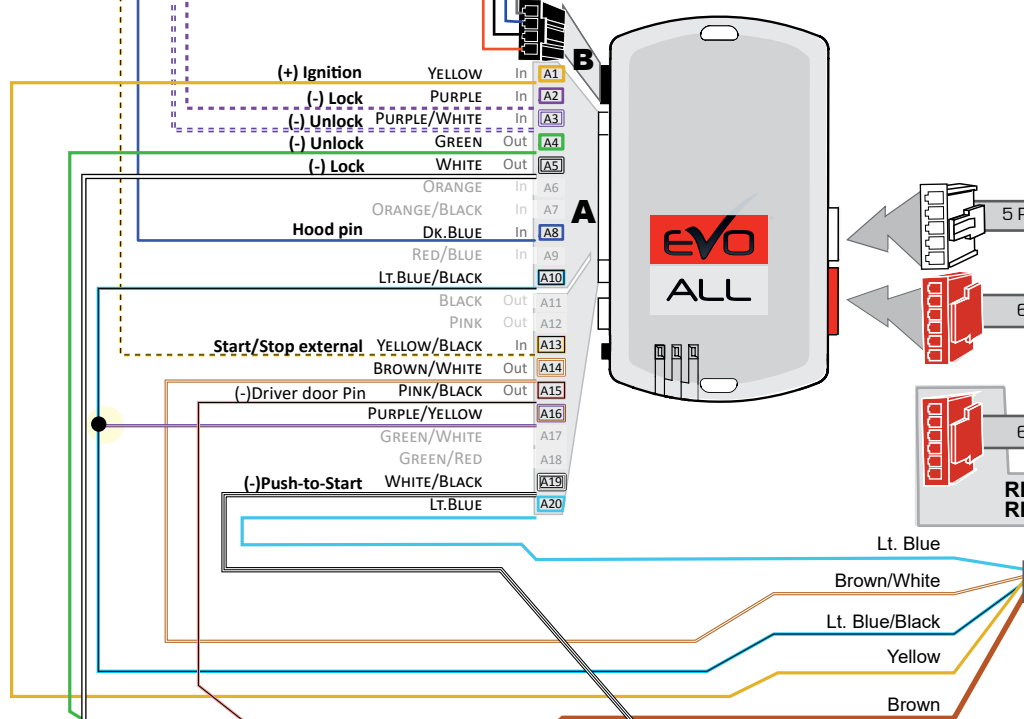 B
(+) Ignition YELLOW In A1
(-) Lock PURPLE In A2
(-) Unlock PURPLE/WHITE In A3
(-) Unlock GREEN Out A4
(-) Lock WHITE Out A5
ORANGE In A6
ORANGE/BLACK In A7
A
Hood pin DK.BLUE In A8
RED/BLUE In A9
LT.BLUE/BLACK A10
BLACK Out A11
PINK Out A12
Start/Stop external YELLOW/BLACK In A13
BROWN/WHITE Out A14
(-)Driver door Pin PINK/BLACK Out A15
PURPLE/YELLOW A16
GREEN/WHITE A17
GREEN/RED A18
(-)Push-to-Start WHITE/BLACK A19
LT.BLUE A20
EVO
ALL
5
6
6
Lt. Blue
Brown/White
Lt. Blue/Black
Yellow
Brown